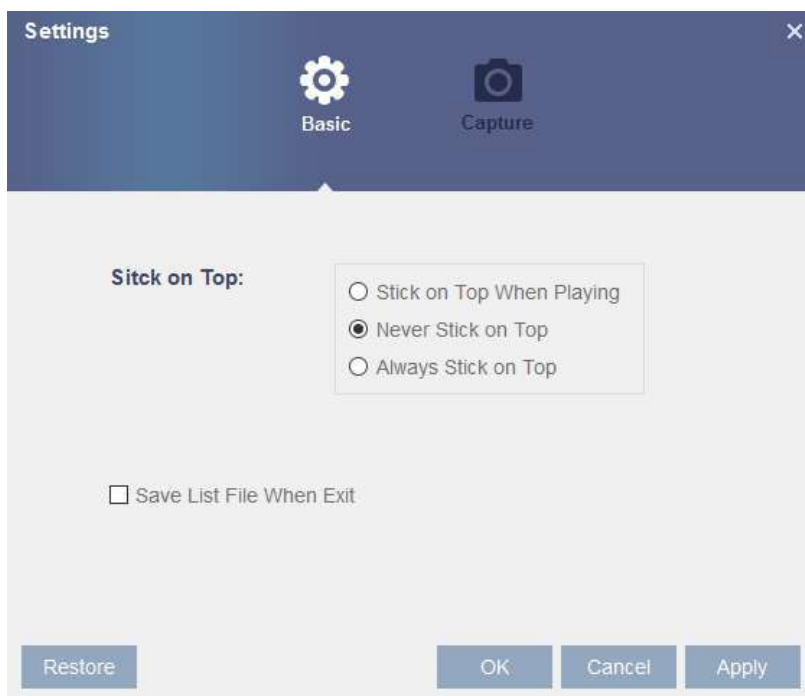 Settings
Basic
Capture
Sitck on Top:
Stick on Top When Playing
Never Stick on Top
Always Stick on Top
Save List File When Exit
Restore
OK
Cancel
Apply